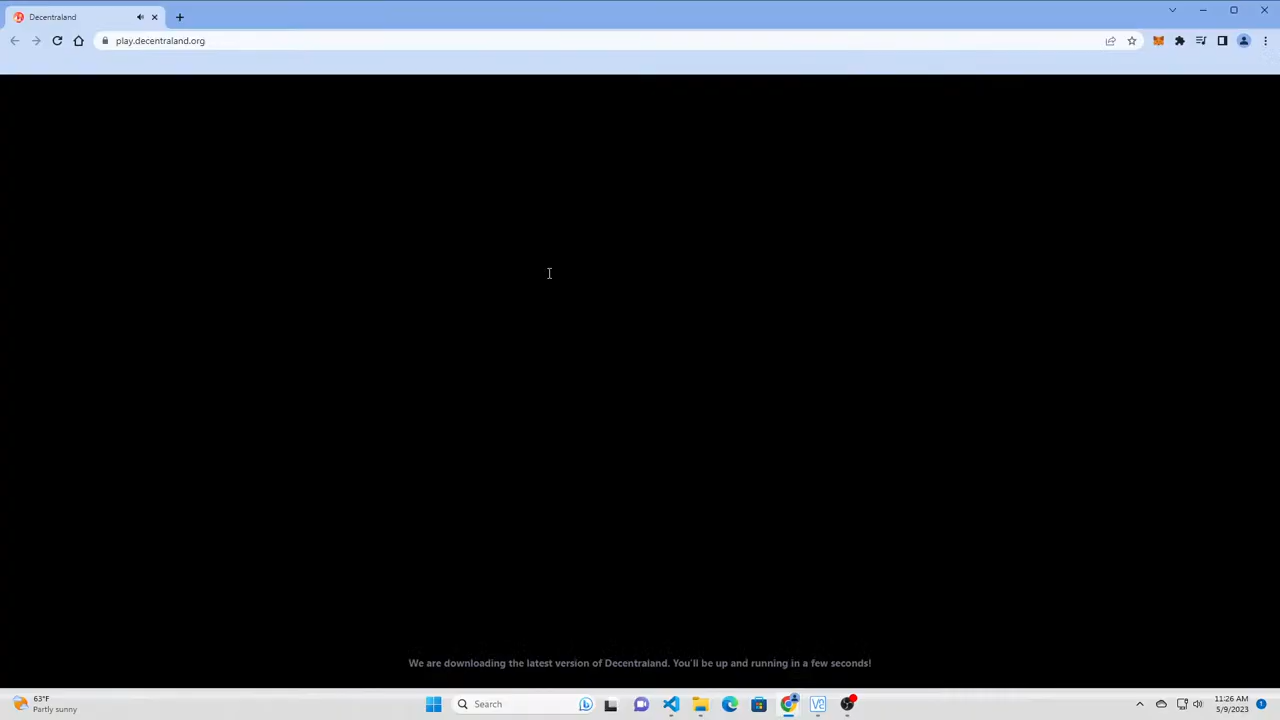 Decentraland
play.decentraland.org
We are downloading the latest version of Decentraland. You'll be up and running in a few seconds!
63°F
Partly sunny
Search
11:26 AM
5/9/2023
1